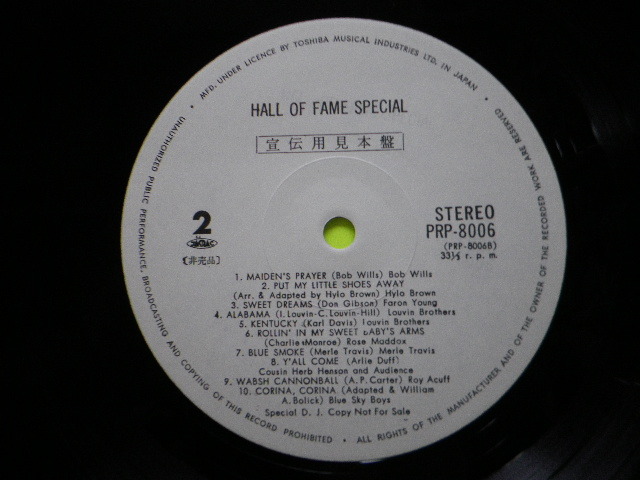 MFD. UNDER LICENCE BY TOSHIBA MUSICAL INDUSTRIES LTD. IN JAPAN
HALL OF FAME SPECIAL
宣伝用見本盤
2
〔非売品〕
STEREO
PRP-8006
(PRP-8006B)
33⅓ r. p. m.
1. MAIDEN'S PRAYER (Bob Wills) Bob Wills
2. PUT MY LITTLE SHOES AWAY
(Arr. & Adapted by Hylo Brown) Hylo Brown
3. SWEET DREAMS (Don Gibson) Faron Young
4. ALABAMA (I. Louvin-C. Louvin-Hill) Louvin Brothers
5. KENTUCKY (Karl Davis) Louvin Brothers
6. ROLLIN' IN MY SWEET BABY'S ARMS
(Charlie Monroe) Rose Maddox
7. BLUE SMOKE (Merle Travis) Merle Travis
8. Y'ALL COME (Arlie Duff)
Cousin Herb Henson and Audience
9. WABSH CANNONBALL (A. P. Carter) Roy Acuff
10. CORINA, CORINA (Adapted & William
A. Bolick) Blue Sky Boys
Special D. J. Copy Not For Sale
ALL RIGHTS OF THE MANUFACTURER AND OF THE OWNER OF THE RECORDED WORK ARE RESERVED
UNAUTHORIZED PUBLIC PERFORMANCE, BROADCASTING AND COPYING OF THIS RECORD PROHIBITED